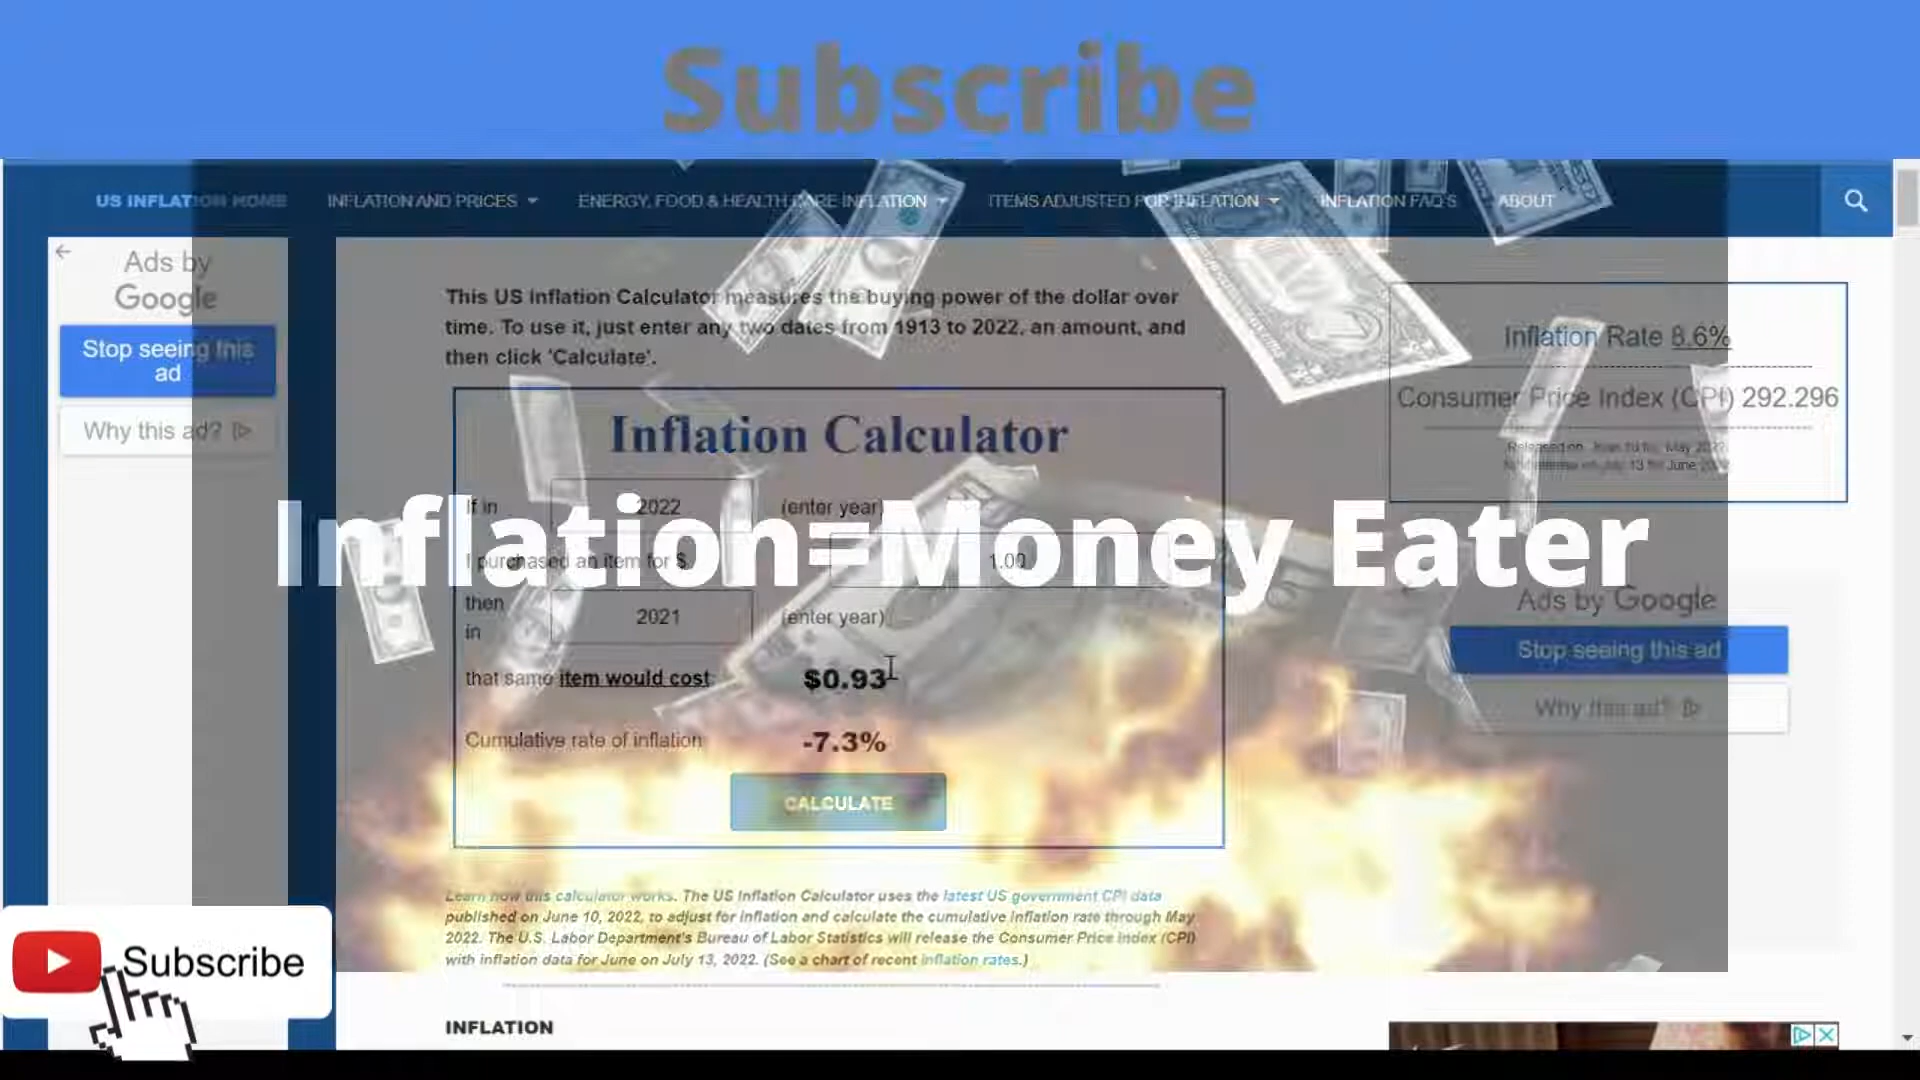 Subscribe
US INFLATION HOME
INFLATION AND PRICES
ENERGY, FOOD & HEALTH CARE INFLATION
ITEMS ADJUSTED FOR INFLATION
INFLATION FAQ'S
ABOUT
Ads by
Google
Stop seeing this
ad
Why this ad?
This US Inflation Calculator measures the buying power of the dollar over
time. To use it, just enter any two dates from 1913 to 2022, an amount, and
then click 'Calculate'.
Inflation Rate 8.6%
Consumer Price Index (CPI) 292.296
Inflation Calculator
If in
2022
(enter year)
Inflation=Money Eater
I purchased an item for $
1.00
then
in
2021
(enter year)
that same item would cost
$0.93
Cumulative rate of inflation
-7.3%
CALCULATE
Ads by Google
Stop seeing this ad
Why this ad?
Learn how this calculator works. The US Inflation Calculator uses the latest US government CPI data
published on June 10, 2022, to adjust for inflation and calculate the cumulative inflation rate through May
2022. The U.S. Labor Department's Bureau of Labor Statistics will release the Consumer Price Index (CPI)
with inflation data for June on July 13, 2022. (See a chart of recent inflation rates.)
Subscribe
INFLATION